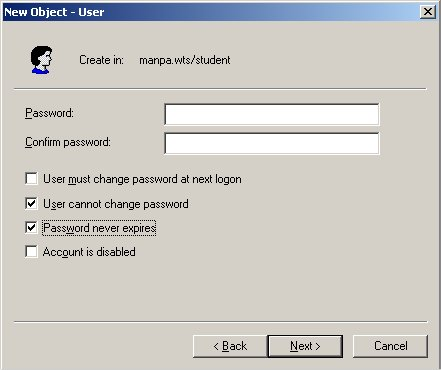 New Object - User
Create in: manpa.wts/student
Password:
Confirm password:
User must change password at next logon
User cannot change password
Password never expires
Account is disabled
< Back Next > Cancel